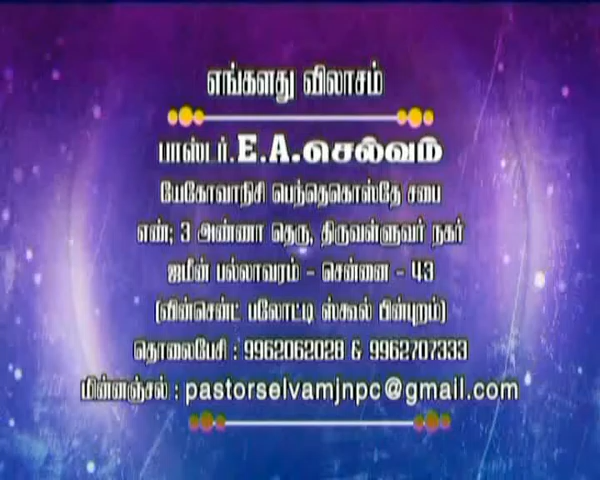 எங்களது விலாசம்
பாஸ்டர்.E.A.செல்வம்
யேகோவாநிசி பெந்தெகொஸ்தே சபை
எண்; 3 அண்ணா தெரு, திருவள்ளுவர் நகர்
ஜமீன் பல்லாவரம் - சென்னை - 43
(வின்சென்ட் பலோட்டி ஸ்கூல் பின்புறம்)
தொலைபேசி : 9962062028 & 9962707333
மின்னஞ்சல் : pastorselvamjnpc@gmail.com